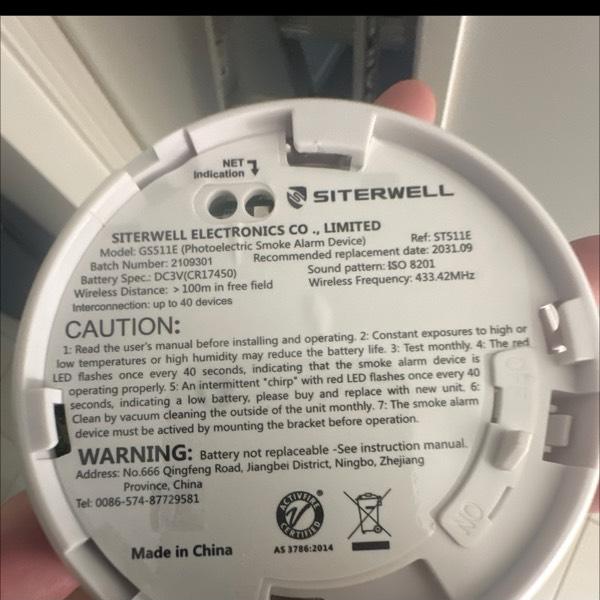 NET
Indication
SITERWELL
SITERWELL ELECTRONICS CO ., LIMITED
Model: GS511E (Photoelectric Smoke Alarm Device)
Ref: ST511E
Batch Number: 2109301
Recommended replacement date: 2031.09
Battery Spec.: DC3V(CR17450)
Sound pattern: ISO 8201
Wireless Distance: > 100m in free field
Wireless Frequency: 433.42MHz
Interconnection: up to 40 devices
CAUTION:
1: Read the user's manual before installing and operating. 2: Constant exposures to high or
low temperatures or high humidity may reduce the battery life. 3: Test monthly. 4: The red
LED flashes once every 40 seconds, indicating that the smoke alarm device is
operating properly. 5: An intermittent "chirp" with red LED flashes once every 40
seconds, indicating a low battery, please buy and replace with new unit. 6:
Clean by vacuum cleaning the outside of the unit monthly. 7: The smoke alarm
device must be actived by mounting the bracket before operation.
WARNING: Battery not replaceable -See instruction manual.
Address: No.666 Qingfeng Road, Jiangbei District, Ningbo, Zhejiang
Province, China
Tel: 0086-574-87729581
ACTIVFIRE
CERTIFIED
AS 3786:2014
Made in China
OFF
ON